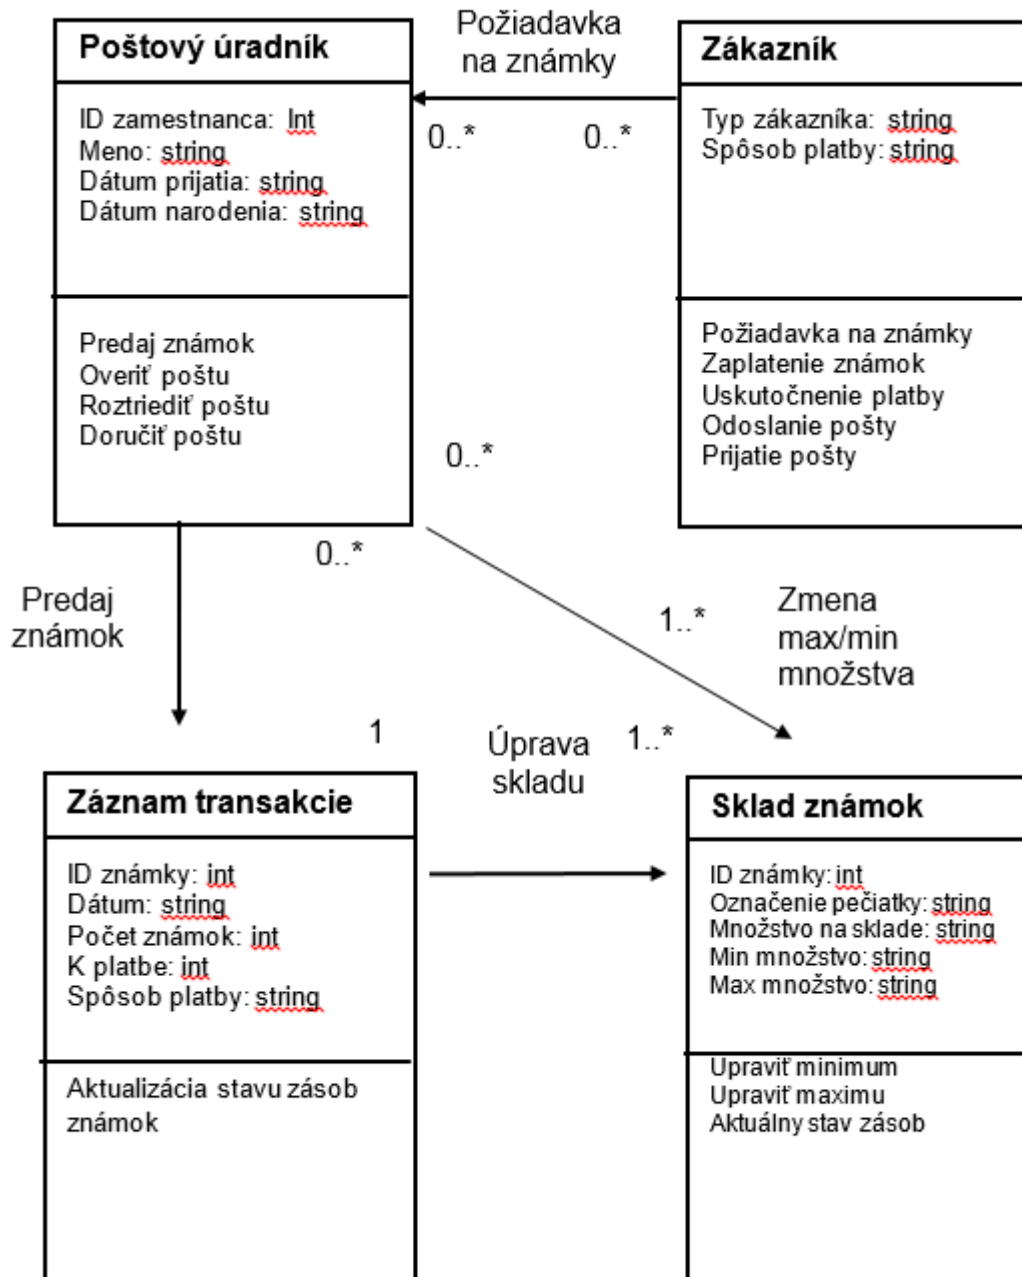 Poštový úradník
ID zamestnanca: Int
Meno: string
Dátum prijatia: string
Dátum narodenia: string
Predaj známok
Overiť poštu
Roztriediť poštu
Doručiť poštu
Požiadavka
na známky
0..*
0..*
Zákazník
Typ zákazníka: string
Spôsob platby: string
Požiadavka na známky
Zaplatenie známok
Uskutočnenie platby
Odoslanie pošty
Prijatie pošty
0..*
0..*
Predaj
známok
1..*
Zmena
max/min
množstva
1
Úprava
skladu
1..*
Záznam transakcie
ID známky: int
Dátum: string
Počet známok: int
K platbe: int
Spôsob platby: string
Aktualizácia stavu zásob
známok
Sklad známok
ID známky: int
Označenie pečiatky: string
Množstvo na sklade: string
Min množstvo: string
Max množstvo: string
Upraviť minimum
Upraviť maximu
Aktuálny stav zásob